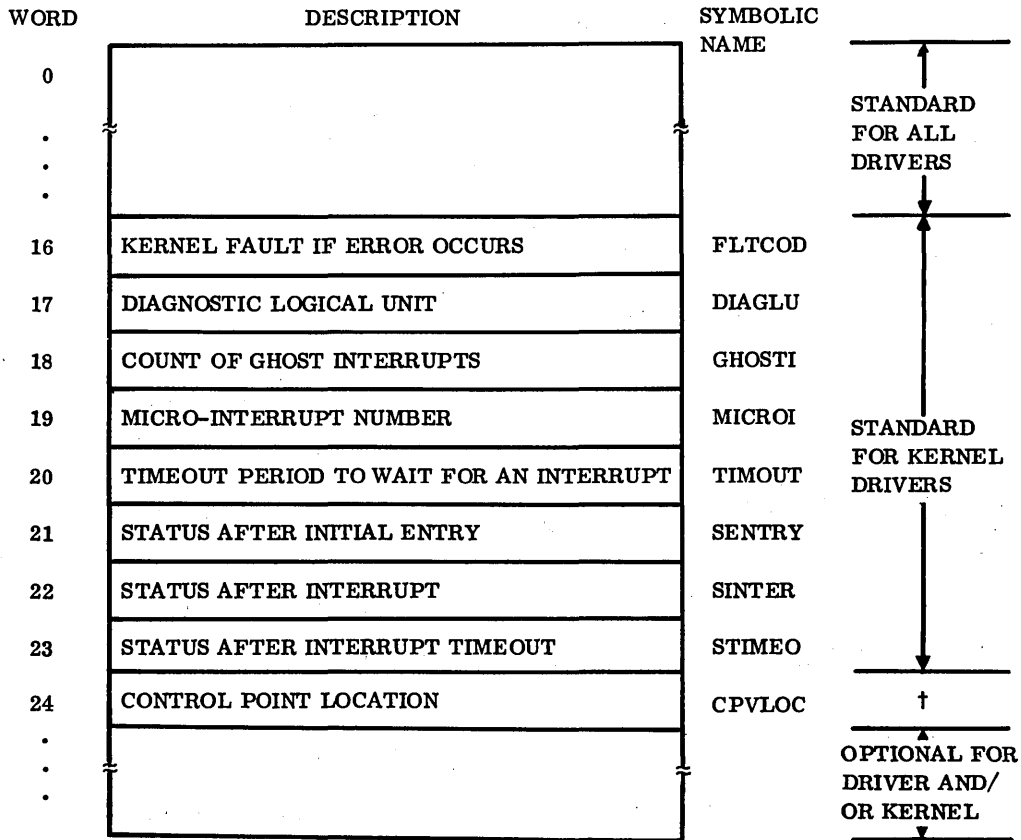 WORD DESCRIPTION SYMBOLIC
NAME
0
STANDARD
FOR ALL
DRIVERS
.
.
.
16 KERNEL FAULT IF ERROR OCCURS FLTCOD
17 DIAGNOSTIC LOGICAL UNIT DIAGLU
18 COUNT OF GHOST INTERRUPTS GHOSTI
19 MICRO-INTERRUPT NUMBER MICROI
STANDARD
FOR KERNEL
DRIVERS
20 TIMEOUT PERIOD TO WAIT FOR AN INTERRUPT TIMOUT
21 STATUS AFTER INITIAL ENTRY SENTRY
22 STATUS AFTER INTERRUPT SINTER
23 STATUS AFTER INTERRUPT TIMEOUT STIMEO
24 CONTROL POINT LOCATION CPVLOC †
.
.
.
OPTIONAL FOR
DRIVER AND/
OR KERNEL